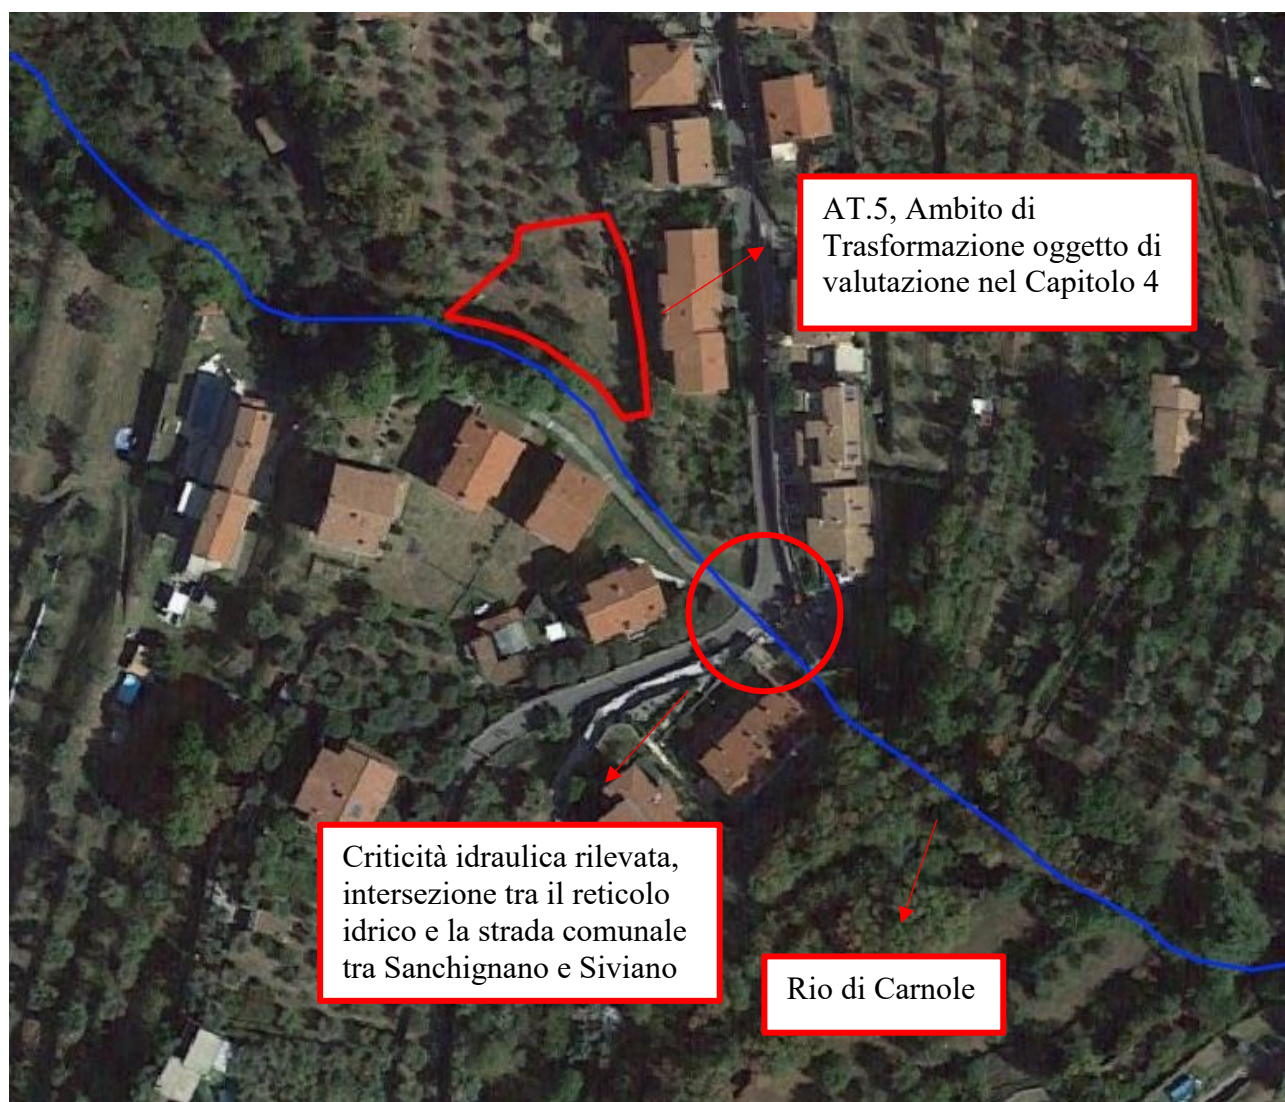 AT.5, Ambito di
Trasformazione oggetto di
valutazione nel Capitolo 4
Criticità idraulica rilevata,
intersezione tra il reticolo
idrico e la strada comunale
tra Sanchignano e Siviano
Rio di Carnole